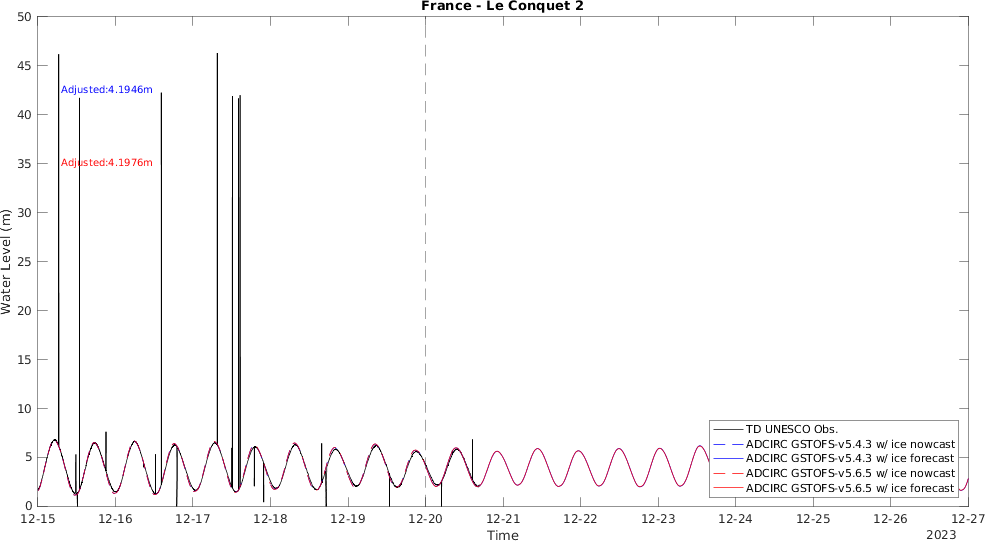 France - Le Conquet 2
50
45
40
35
30
25
20
15
10
5
0
Water Level (m)
Adjusted:4.1946m
Adjusted:4.1976m
TD UNESCO Obs.
ADCIRC GSTOFS-v5.4.3 w/ ice nowcast
ADCIRC GSTOFS-v5.4.3 w/ ice forecast
ADCIRC GSTOFS-v5.6.5 w/ ice nowcast
ADCIRC GSTOFS-v5.6.5 w/ ice forecast
12-15 12-16 12-17 12-18 12-19 12-20 12-21 12-22 12-23 12-24 12-25 12-26 12-27
Time
2023